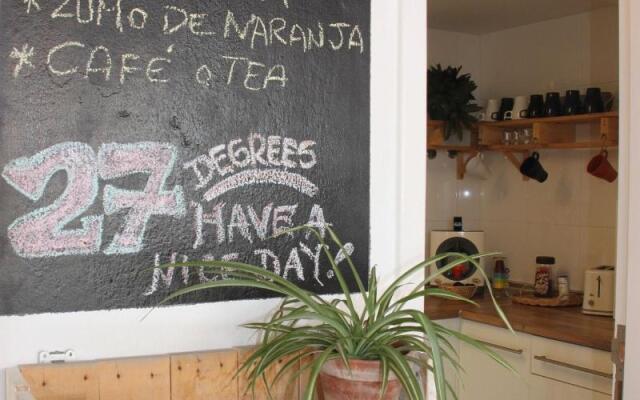 * ZUMO DE NARANJA
* CAFÉ O TEA
27 DEGREES
HAVE A
NICE DAY!